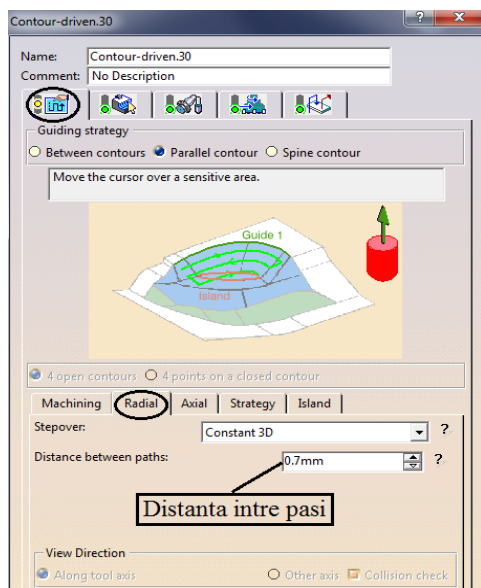 Contour-driven.30
Name: Contour-driven.30
Comment: No Description
Guiding strategy
Between contours Parallel contour Spine contour
Move the cursor over a sensitive area.
Guide 1
Island
4 open contours 4 points on a closed contour
Machining Radial Axial Strategy Island
Stepover: Constant 3D ?
Distance between paths: 0.7mm ?
Distanta intre pasi
View Direction
Along tool axis Other axis Collision check